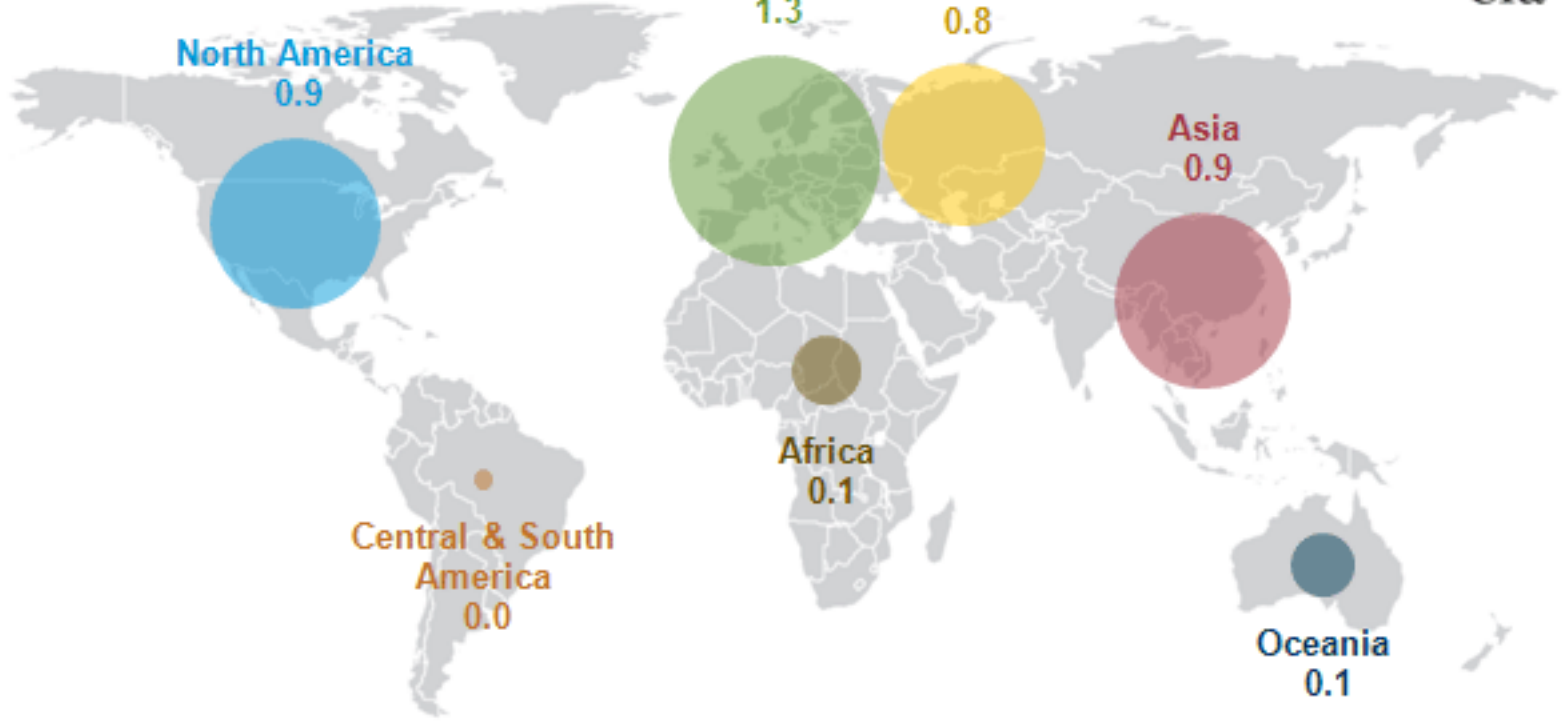 1.3
0.8
North America
0.9
Asia
0.9
Africa
0.1
Central & South
America
0.0
Oceania
0.1